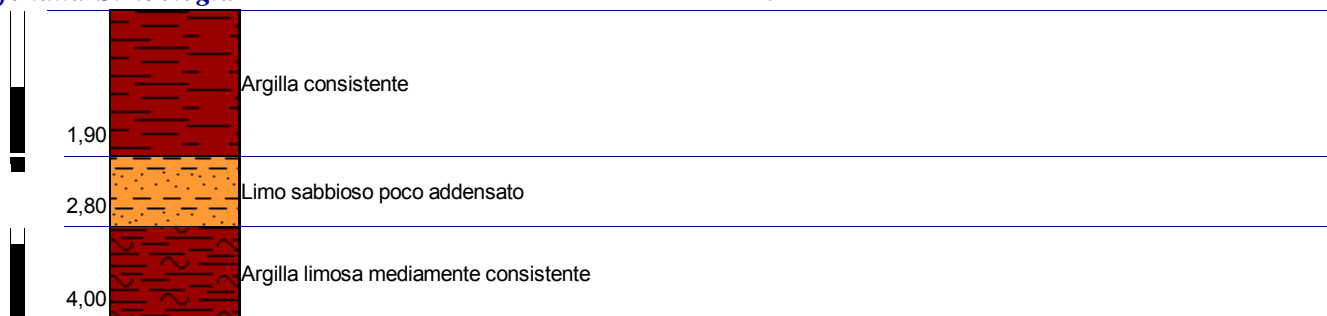 Argilla consistente
1,90
Limo sabbioso poco addensato
2,80
Argilla limosa mediamente consistente
4,00